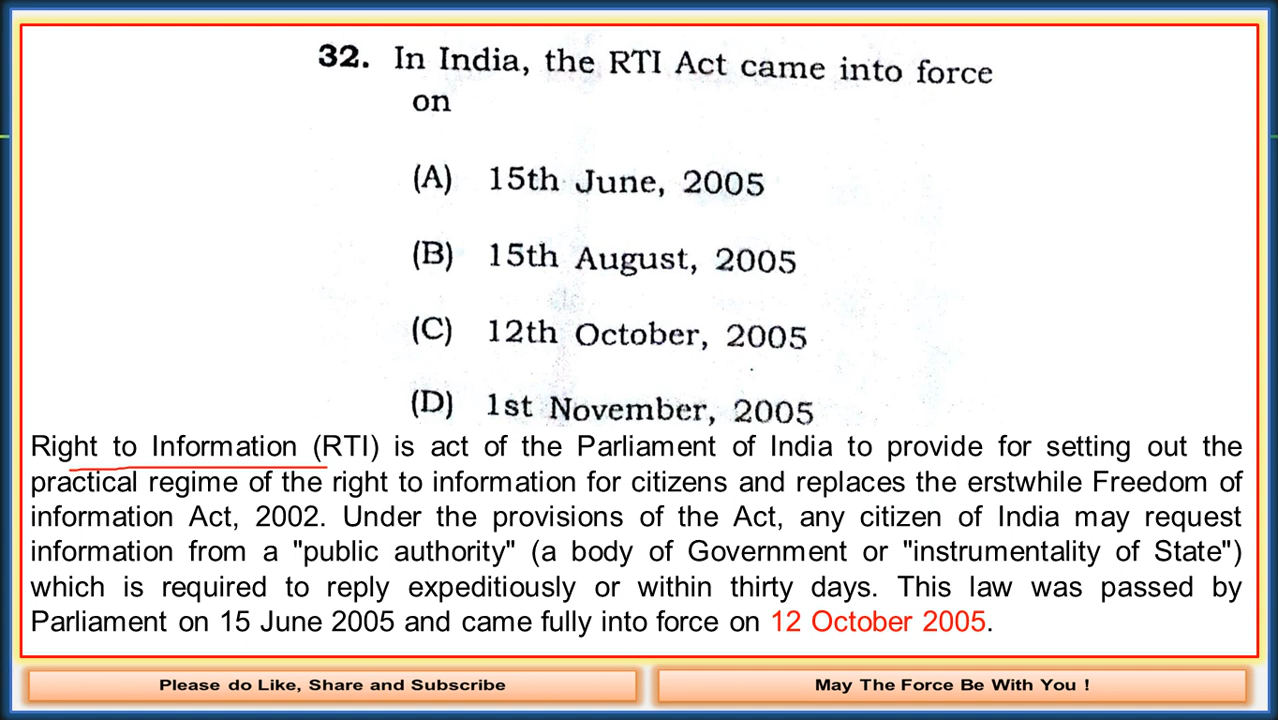 32. In India, the RTI Act came into force
on
(A) 15th June, 2005
(B) 15th August, 2005
(C) 12th October, 2005
(D) 1st November, 2005
Right to Information (RTI) is act of the Parliament of India to provide for setting out the
practical regime of the right to information for citizens and replaces the erstwhile Freedom of
information Act, 2002. Under the provisions of the Act, any citizen of India may request
information from a "public authority" (a body of Government or "instrumentality of State")
which is required to reply expeditiously or within thirty days. This law was passed by
Parliament on 15 June 2005 and came fully into force on 12 October 2005.
Please do Like, Share and Subscribe
May The Force Be With You !